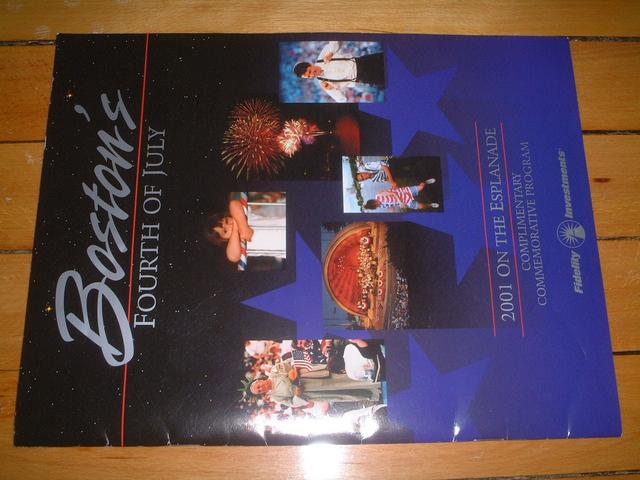 Boston's
FOURTH OF JULY
2001 ON THE ESPLANADE
COMPLIMENTARY
COMMEMORATIVE PROGRAM
Fidelity Investments